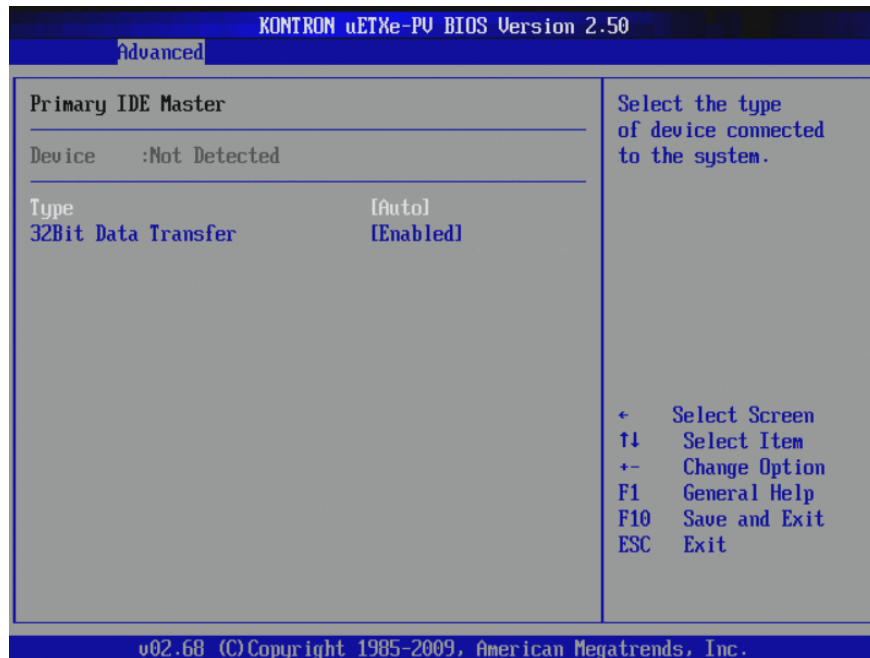 KONTRON uETXe-PV BIOS Version 2.50
Advanced
Primary IDE Master
Device :Not Detected
Type [Auto]
32Bit Data Transfer [Enabled]
Select the type
of device connected
to the system.
← Select Screen
↑↓ Select Item
+- Change Option
F1 General Help
F10 Save and Exit
ESC Exit
v02.68 (C)Copyright 1985-2009, American Megatrends, Inc.